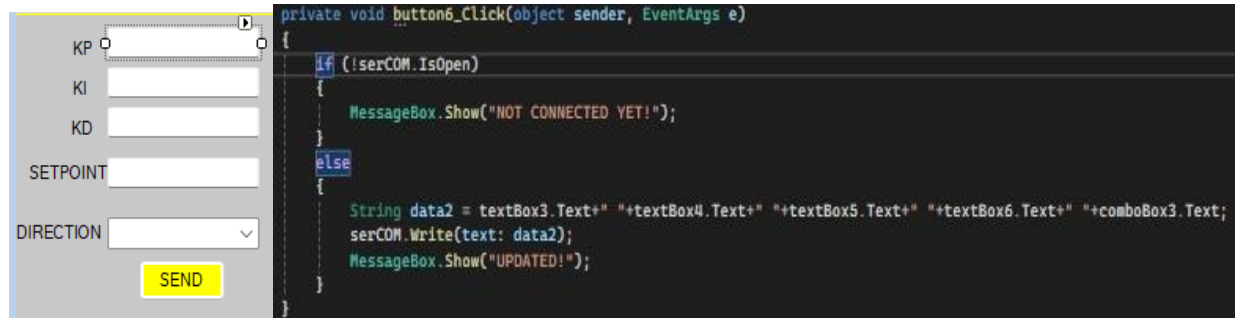 KP
KI
KD
SETPOINT
DIRECTION
SEND
private void button6_Click(object sender, EventArgs e)
{
if (!serCOM.IsOpen)
{
MessageBox.Show("NOT CONNECTED YET!");
}
else
{
String data2 = textBox3.Text+" "+textBox4.Text+" "+textBox5.Text+" "+textBox6.Text+" "+comboBox3.Text;
serCOM.Write(text: data2);
MessageBox.Show("UPDATED!");
}
}